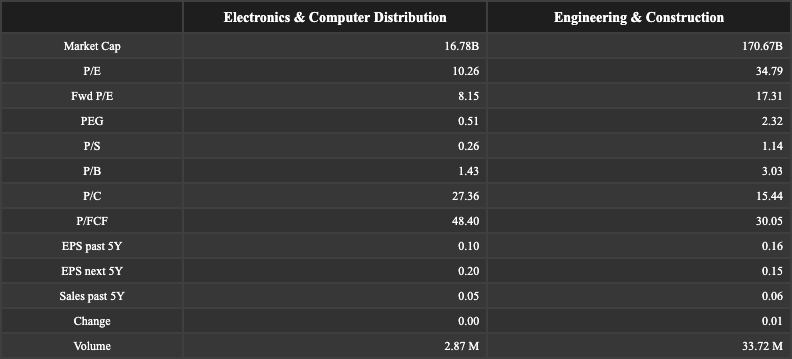 Electronics & Computer Distribution Engineering & Construction
Market Cap 16.78B 170.67B
P/E 10.26 34.79
Fwd P/E 8.15 17.31
PEG 0.51 2.32
P/S 0.26 1.14
P/B 1.43 3.03
P/C 27.36 15.44
P/FCF 48.40 30.05
EPS past 5Y 0.10 0.16
EPS next 5Y 0.20 0.15
Sales past 5Y 0.05 0.06
Change 0.00 0.01
Volume 2.87 M 33.72 M